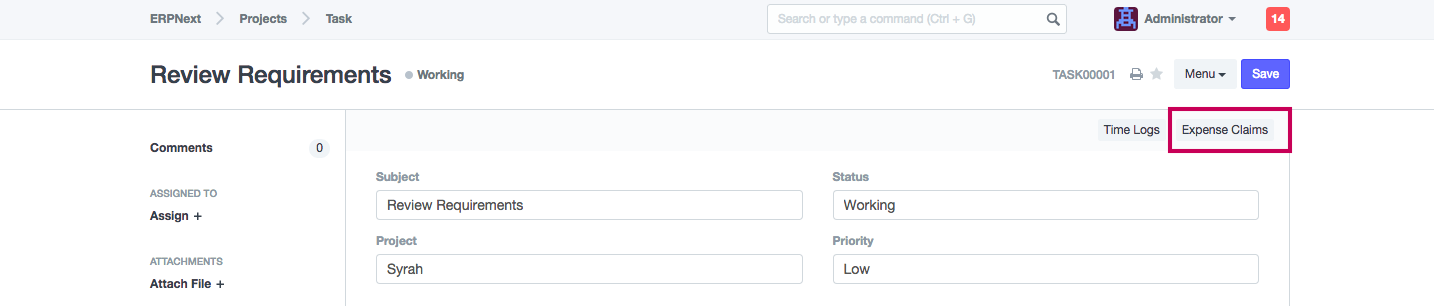 ERPNext Projects Task Search or type a command (Ctrl + G) Administrator 14
Review Requirements Working TASK00001 Menu Save
Time Logs Expense Claims
Comments 0
ASSIGNED TO
Assign +
ATTACHMENTS
Attach File +
Subject Status
Review Requirements Working
Project Priority
Syrah Low